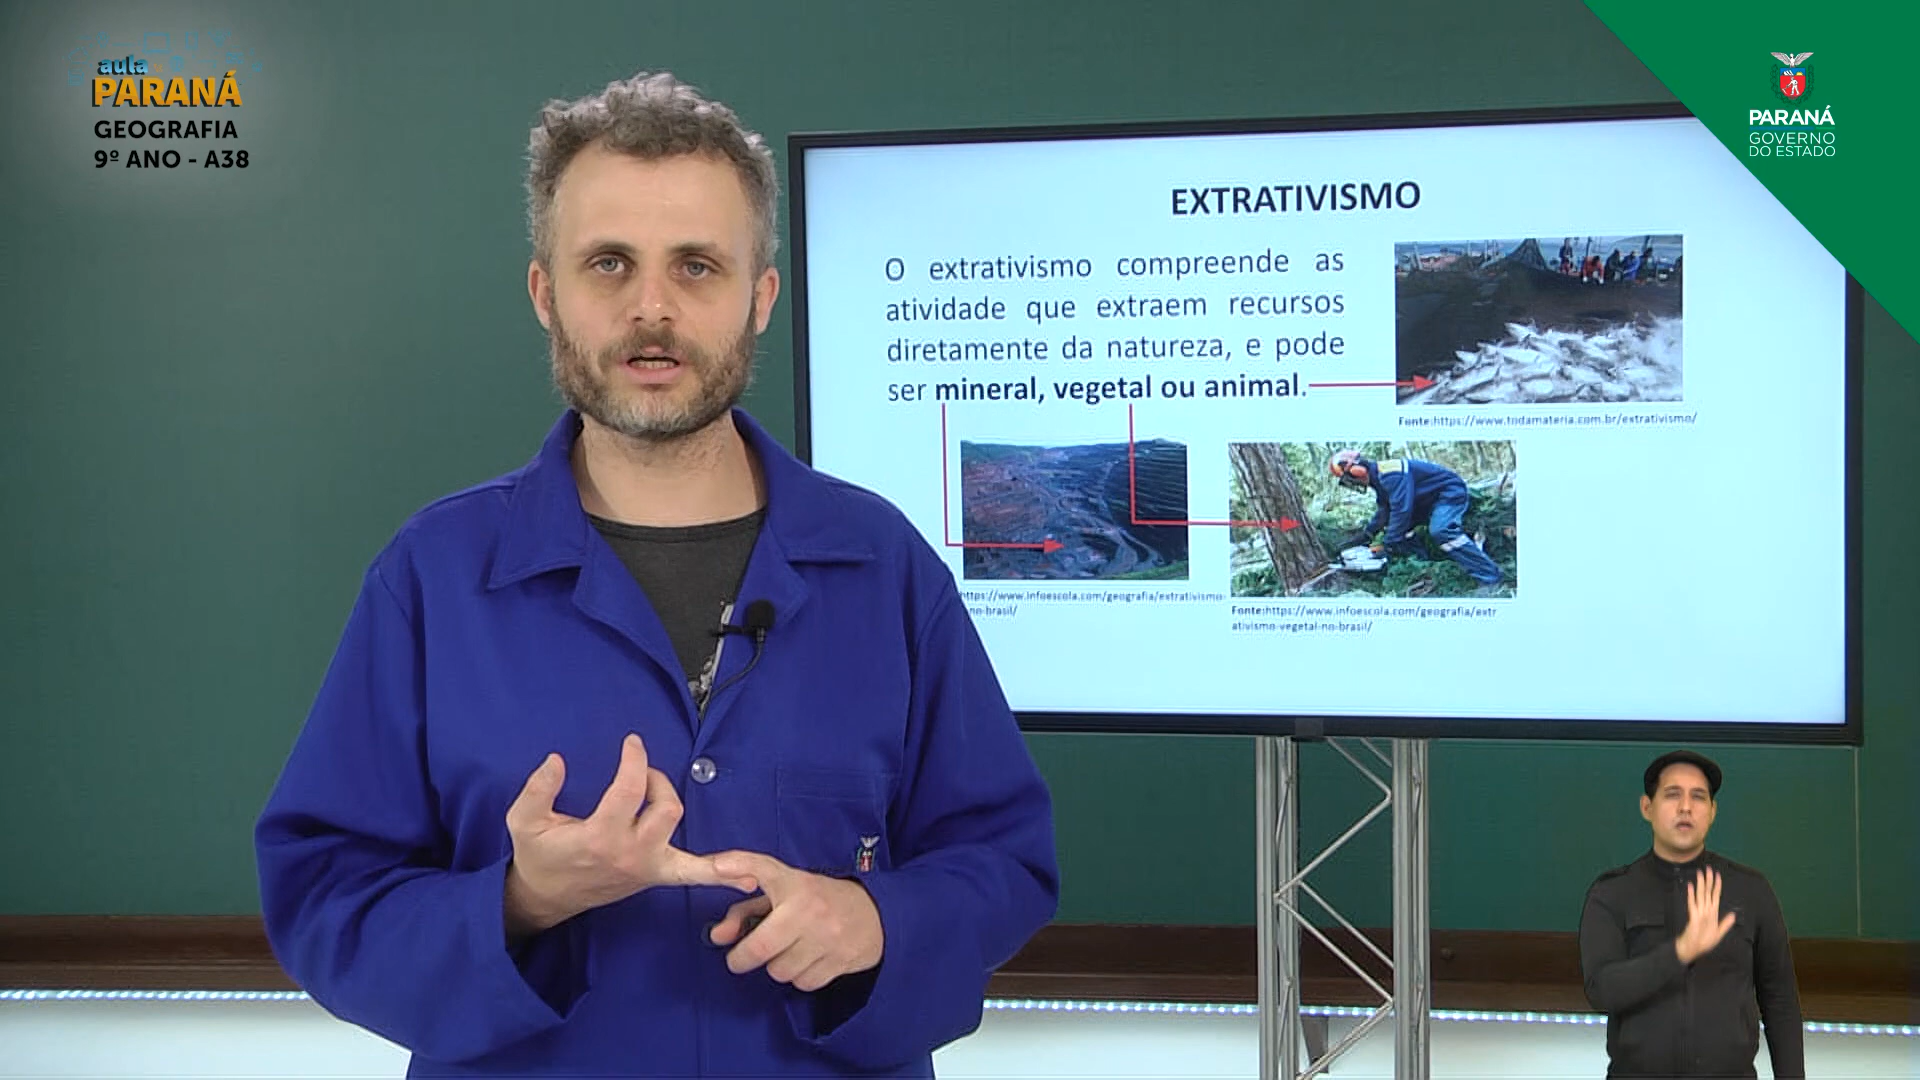 aula
PARANÁ
GEOGRAFIA
9º ANO - A38
PARANÁ
GOVERNO
DO ESTADO
EXTRATIVISMO
O extrativismo compreende as
atividade que extraem recursos
diretamente da natureza, e pode
ser mineral, vegetal ou animal.
Fonte:https://www.todamateria.com.br/extrativismo/
https://www.infoescola.com/geografia/extrativismo-
no-brasil/
Fonte:https://www.infoescola.com/geografia/extr
ativismo-vegetal-no-brasil/